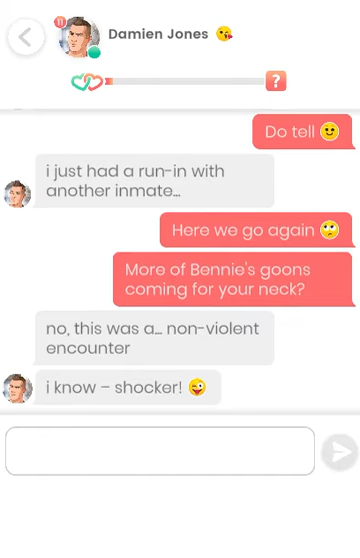 11
Damien Jones 😘
?
Do tell 🙂
i just had a run-in with
another inmate...
Here we go again 🙄
More of Bennie's goons
coming for your neck?
no, this was a... non-violent
encounter
i know – shocker! 😜